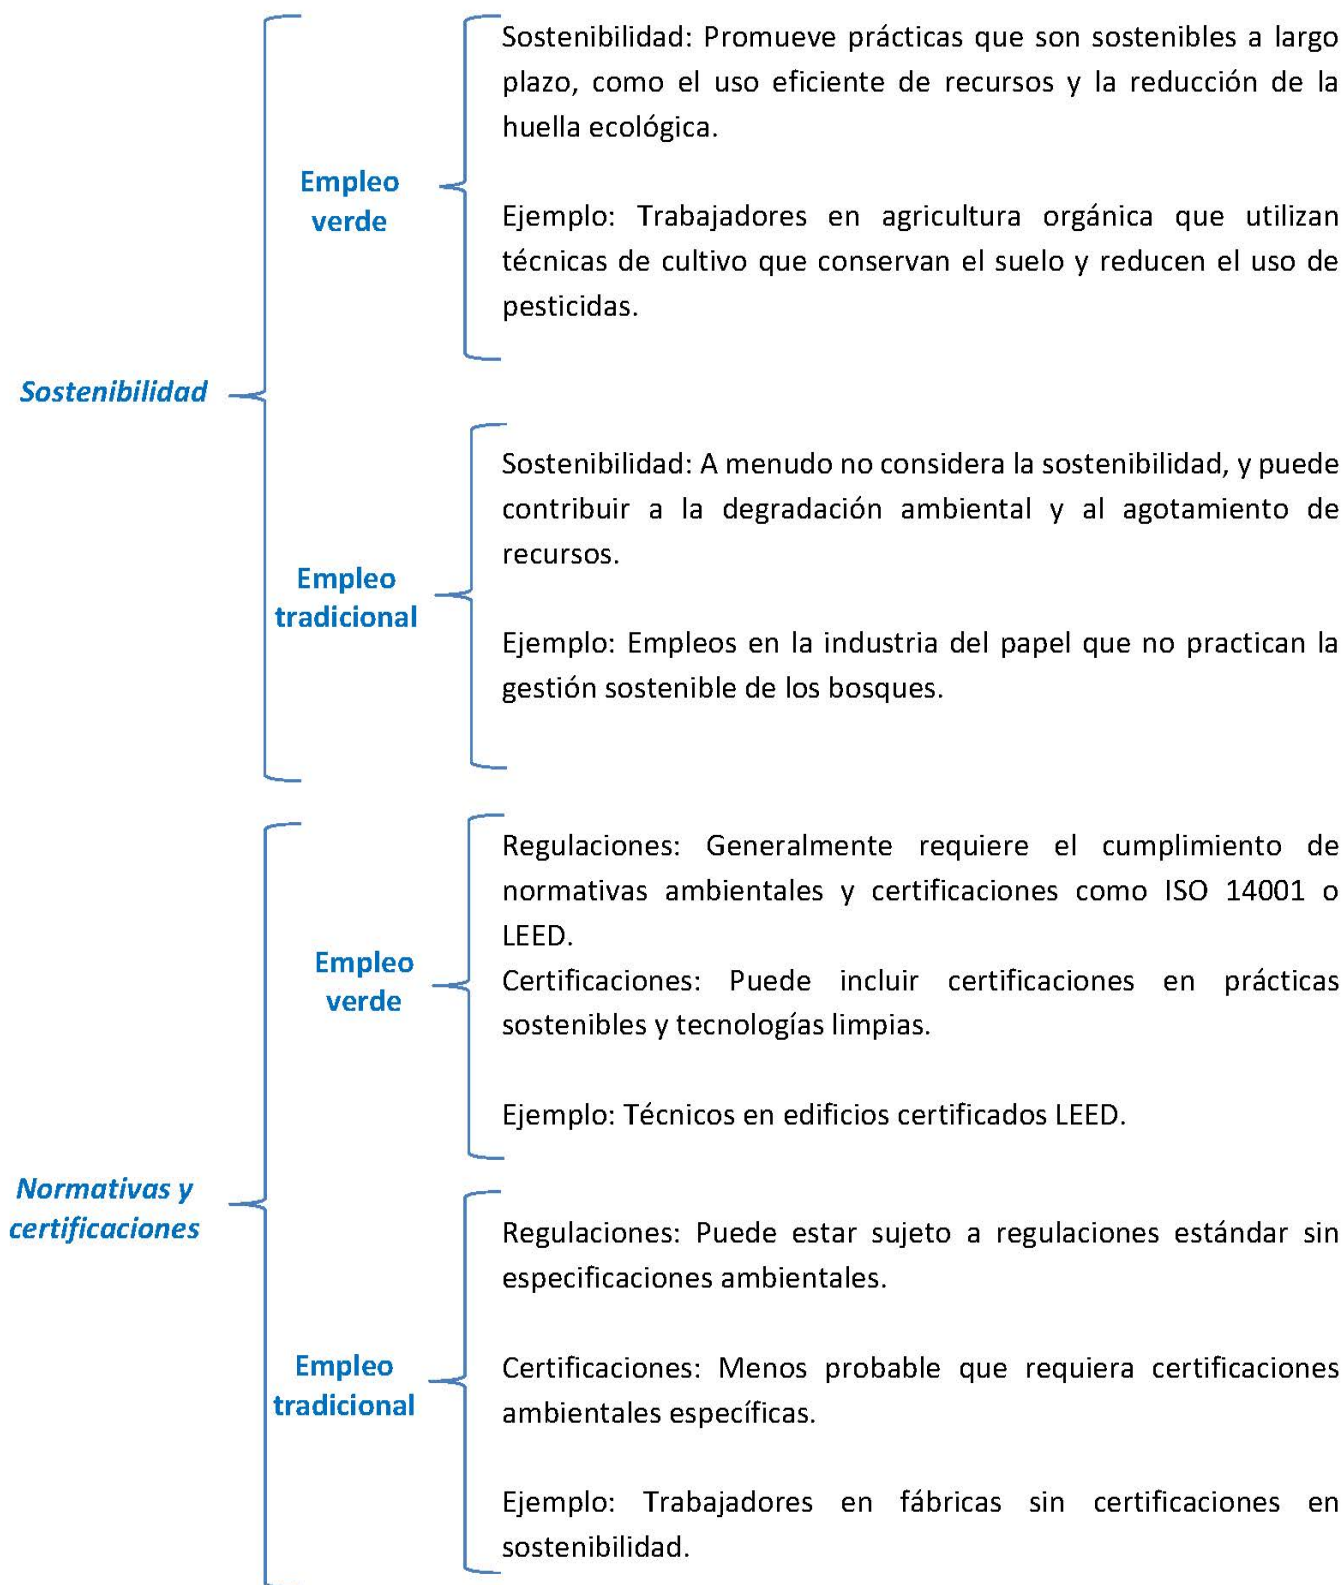 Sostenibilidad
Empleo
verde
Sostenibilidad: Promueve prácticas que son sostenibles a largo
plazo, como el uso eficiente de recursos y la reducción de la
huella ecológica.
Ejemplo: Trabajadores en agricultura orgánica que utilizan
técnicas de cultivo que conservan el suelo y reducen el uso de
pesticidas.
Empleo
tradicional
Sostenibilidad: A menudo no considera la sostenibilidad, y puede
contribuir a la degradación ambiental y al agotamiento de
recursos.
Ejemplo: Empleos en la industria del papel que no practican la
gestión sostenible de los bosques.
Normativas y
certificaciones
Empleo
verde
Regulaciones: Generalmente requiere el cumplimiento de
normativas ambientales y certificaciones como ISO 14001 o
LEED.
Certificaciones: Puede incluir certificaciones en prácticas
sostenibles y tecnologías limpias.
Ejemplo: Técnicos en edificios certificados LEED.
Empleo
tradicional
Regulaciones: Puede estar sujeto a regulaciones estándar sin
especificaciones ambientales.
Certificaciones: Menos probable que requiera certificaciones
ambientales específicas.
Ejemplo: Trabajadores en fábricas sin certificaciones en
sostenibilidad.